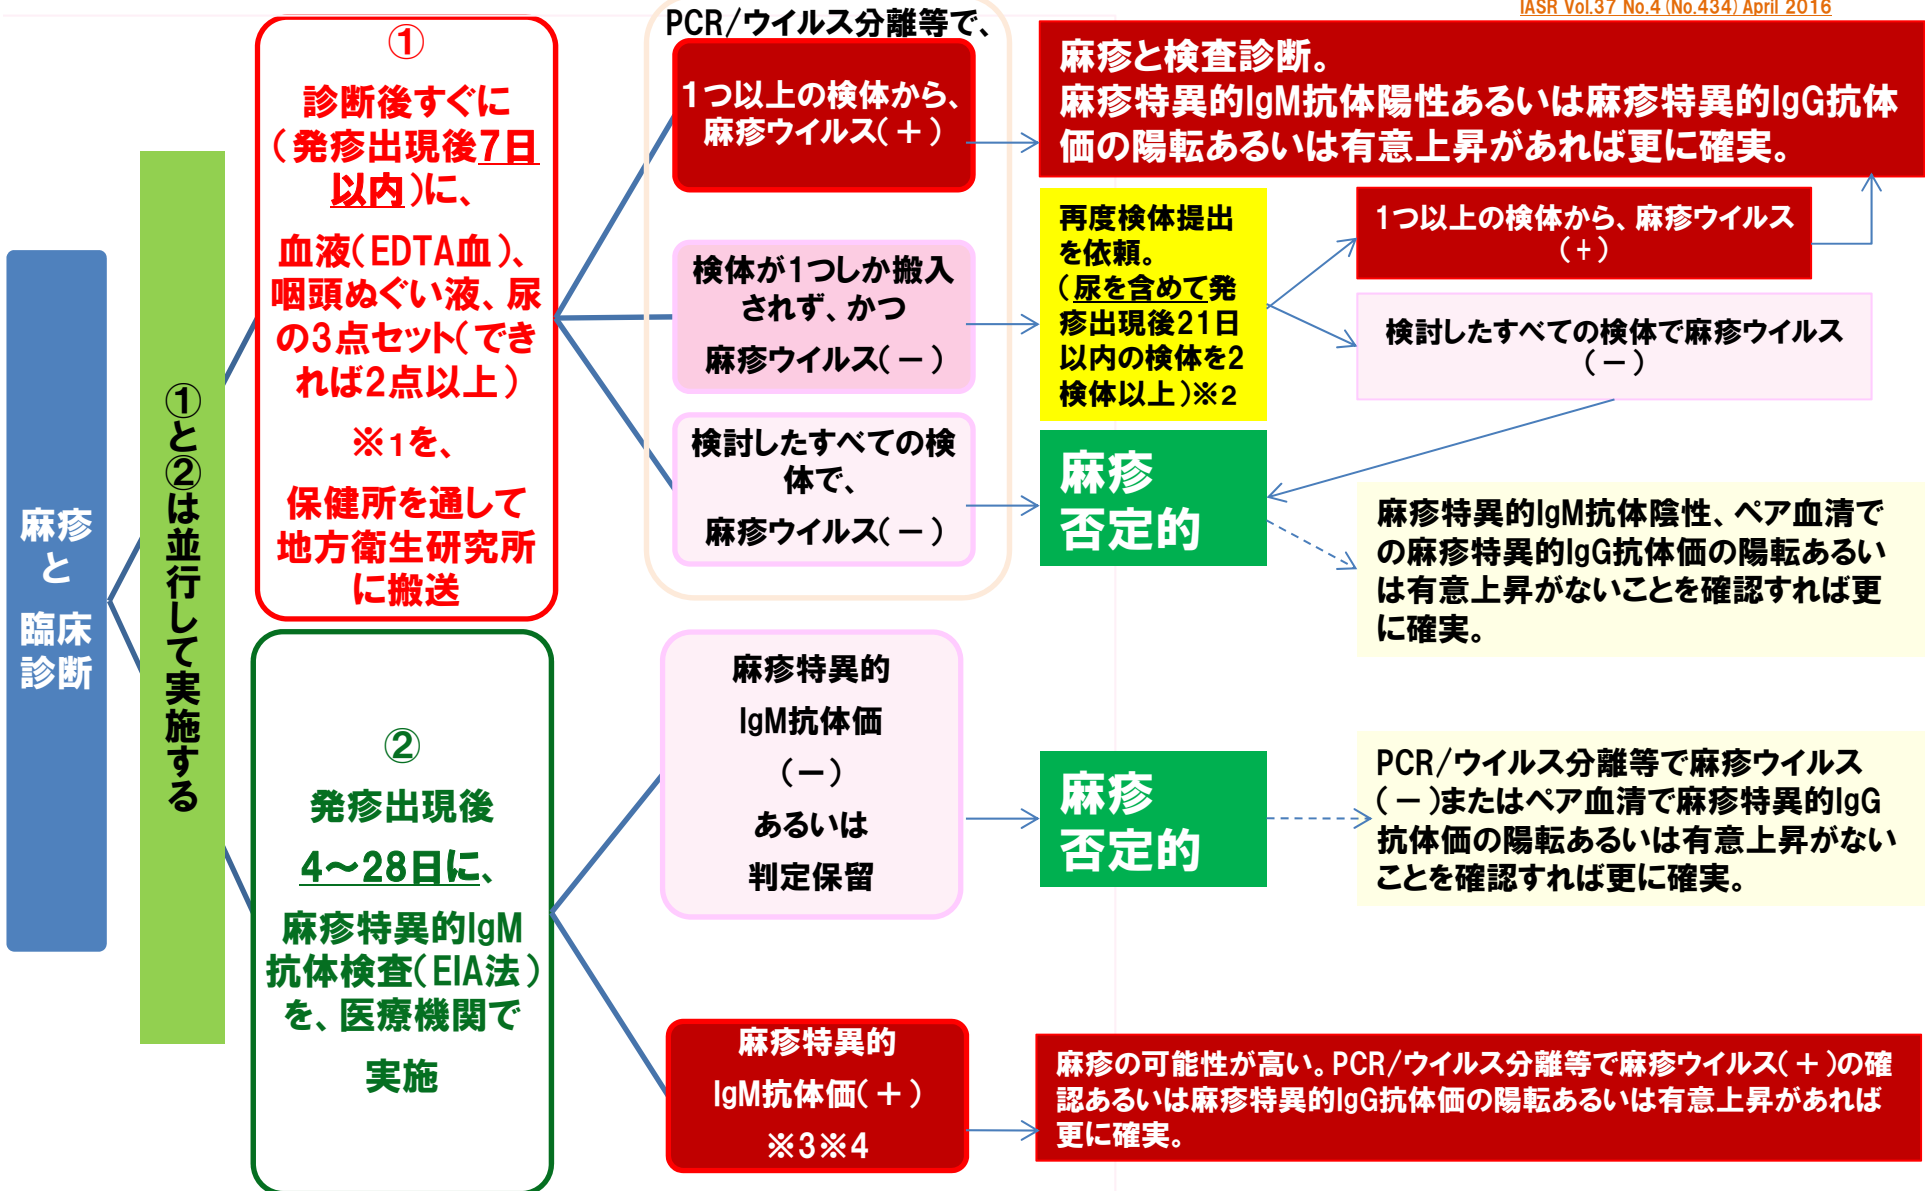 IASR Vol.37 No.4 (No.434) April 2016
麻疹
と
臨床
診断
①と②は並行して実施する
①
診断後すぐに
(発疹出現後7日
以内)に、
血液(EDTA血)、
咽頭ぬぐい液、尿
の3点セット(でき
れば2点以上)
※1を、
保健所を通して
地方衛生研究所
に搬送
PCR/ウイルス分離等で、
1つ以上の検体から、
麻疹ウイルス(+)
麻疹と検査診断。
麻疹特異的IgM抗体陽性あるいは麻疹特異的IgG抗体
価の陽転あるいは有意上昇があれば更に確実。
検体が1つしか搬入
されず、かつ
麻疹ウイルス(-)
再度検体提出
を依頼。
(尿を含めて発
疹出現後21日
以内の検体を2
検体以上)※2
1つ以上の検体から、麻疹ウイルス
(+)
検討したすべての検体で麻疹ウイルス
(-)
検討したすべての検
体で、
麻疹ウイルス(-)
麻疹
否定的
麻疹特異的IgM抗体陰性、ペア血清で
の麻疹特異的IgG抗体価の陽転あるい
は有意上昇がないことを確認すれば更
に確実。
②
発疹出現後
4~28日に、
麻疹特異的IgM
抗体検査(EIA法)
を、医療機関で
実施
麻疹特異的
IgM抗体価
(-)
あるいは
判定保留
麻疹
否定的
PCR/ウイルス分離等で麻疹ウイルス
(-)またはペア血清で麻疹特異的IgG
抗体価の陽転あるいは有意上昇がない
ことを確認すれば更に確実。
麻疹特異的
IgM抗体価(+)
※3※4
麻疹の可能性が高い。PCR/ウイルス分離等で麻疹ウイルス(+)の確
認あるいは麻疹特異的IgG抗体価の陽転あるいは有意上昇があれば
更に確実。